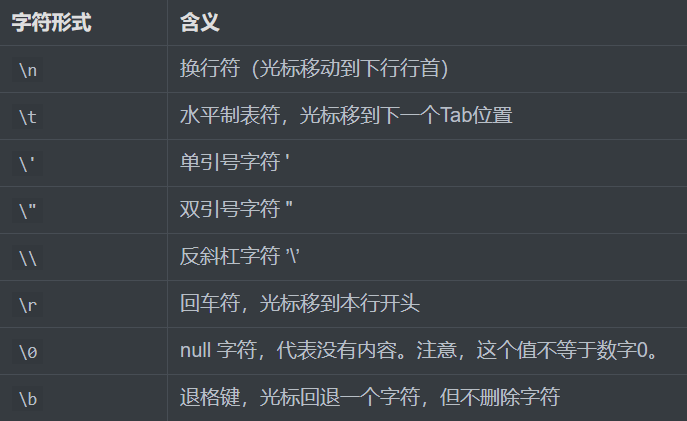 字符形式 含义
\n 换行符（光标移动到下行行首）
\t 水平制表符，光标移到下一个Tab位置
\' 单引号字符 '
\" 双引号字符 "
\\ 反斜杠字符 ’\’
\r 回车符，光标移到本行开头
\0 null 字符，代表没有内容。注意，这个值不等于数字0。
\b 退格键，光标回退一个字符，但不删除字符